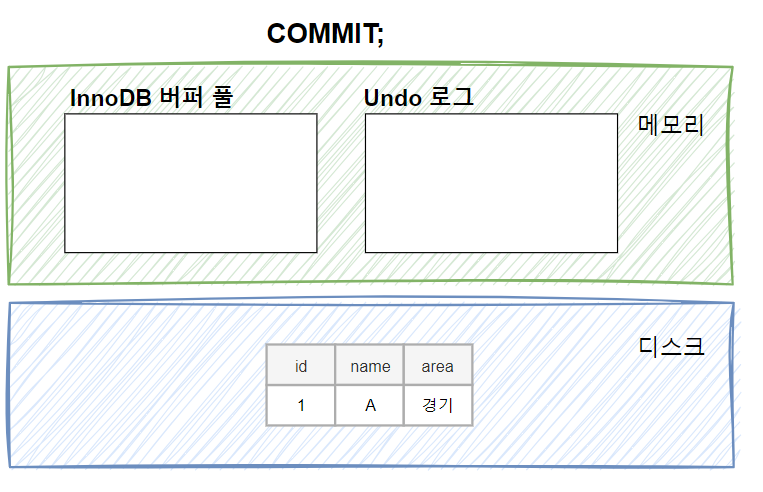 COMMIT;
InnoDB 버퍼 풀
Undo 로그
메모리
디스크
id name area
1 A 경기